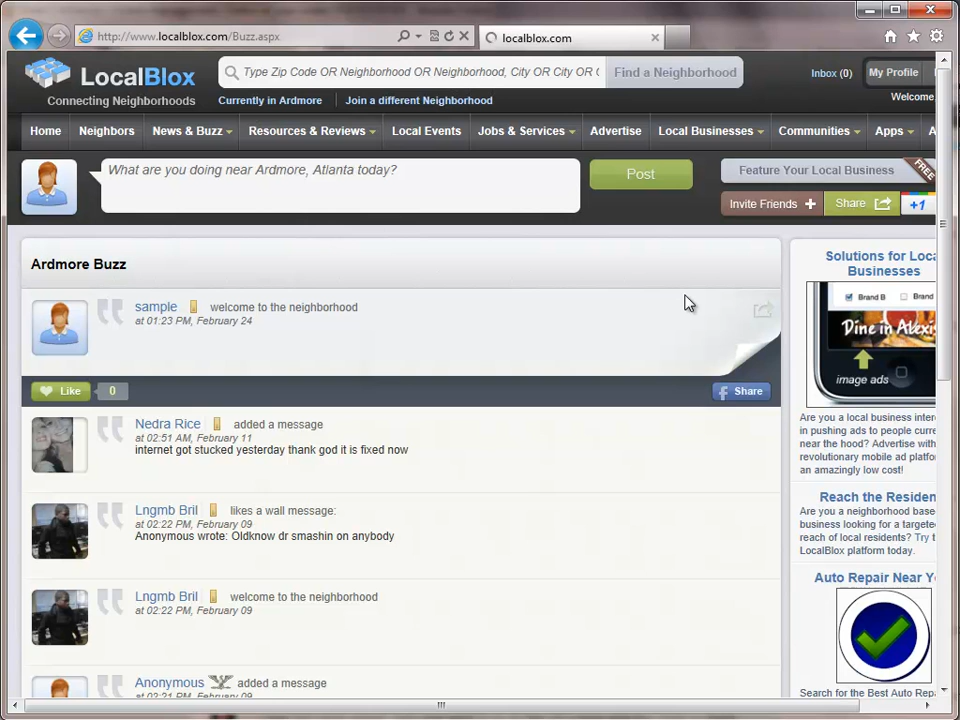 http://www.localblox.com/Buzz.aspx
localblox.com
LocalBlox
Connecting Neighborhoods
Type Zip Code OR Neighborhood OR Neighborhood, City OR City OR (
Find a Neighborhood
Currently in Ardmore
Join a different Neighborhood
Inbox (0)
My Profile
Welcome,
Home
Neighbors
News & Buzz
Resources & Reviews
Local Events
Jobs & Services
Advertise
Local Businesses
Communities
Apps
A
What are you doing near Ardmore, Atlanta today?
Post
Feature Your Local Business
FREE
Invite Friends +
Share
+1
Ardmore Buzz
sample welcome to the neighborhood
at 01:23 PM, February 24
Like
0
Share
Nedra Rice added a message
at 02:51 AM, February 11
internet got stucked yesterday thank god it is fixed now
Lngmb Bril likes a wall message:
at 02:22 PM, February 09
Anonymous wrote: Oldknow dr smashin on anybody
Lngmb Bril welcome to the neighborhood
at 02:22 PM, February 09
Anonymous added a message
at 02:21 PM, February 09
Solutions for Loca
Businesses
Brand B
Brand
Dine in Alexis
image ads
Are you a local business inter
in pushing ads to people curre
near the hood? Advertise with
revolutionary mobile ad platfo
an amazingly low cost!
Reach the Residen
Are you a neighborhood base
business looking for a targete
reach of local residents? Try t
LocalBlox platform today.
Auto Repair Near Y
Search for the Best Auto Repa